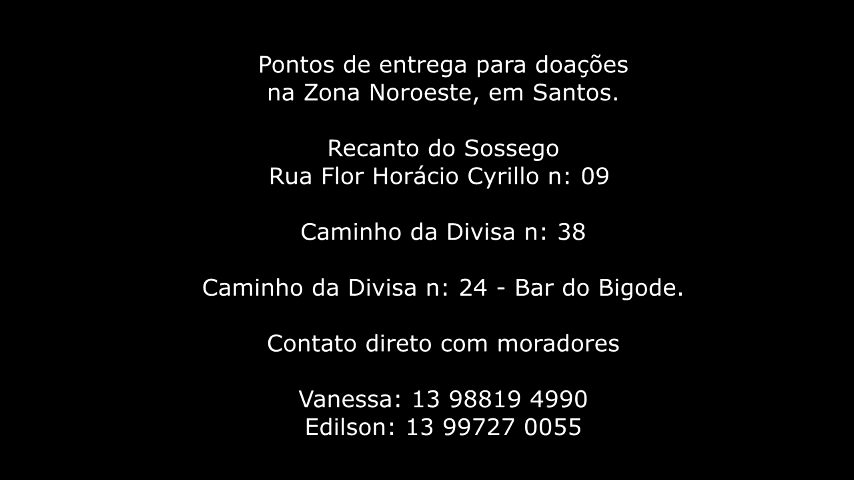 Pontos de entrega para doações
na Zona Noroeste, em Santos.
Recanto do Sossego
Rua Flor Horácio Cyrillo n: 09
Caminho da Divisa n: 38
Caminho da Divisa n: 24 - Bar do Bigode.
Contato direto com moradores
Vanessa: 13 98819 4990
Edilson: 13 99727 0055